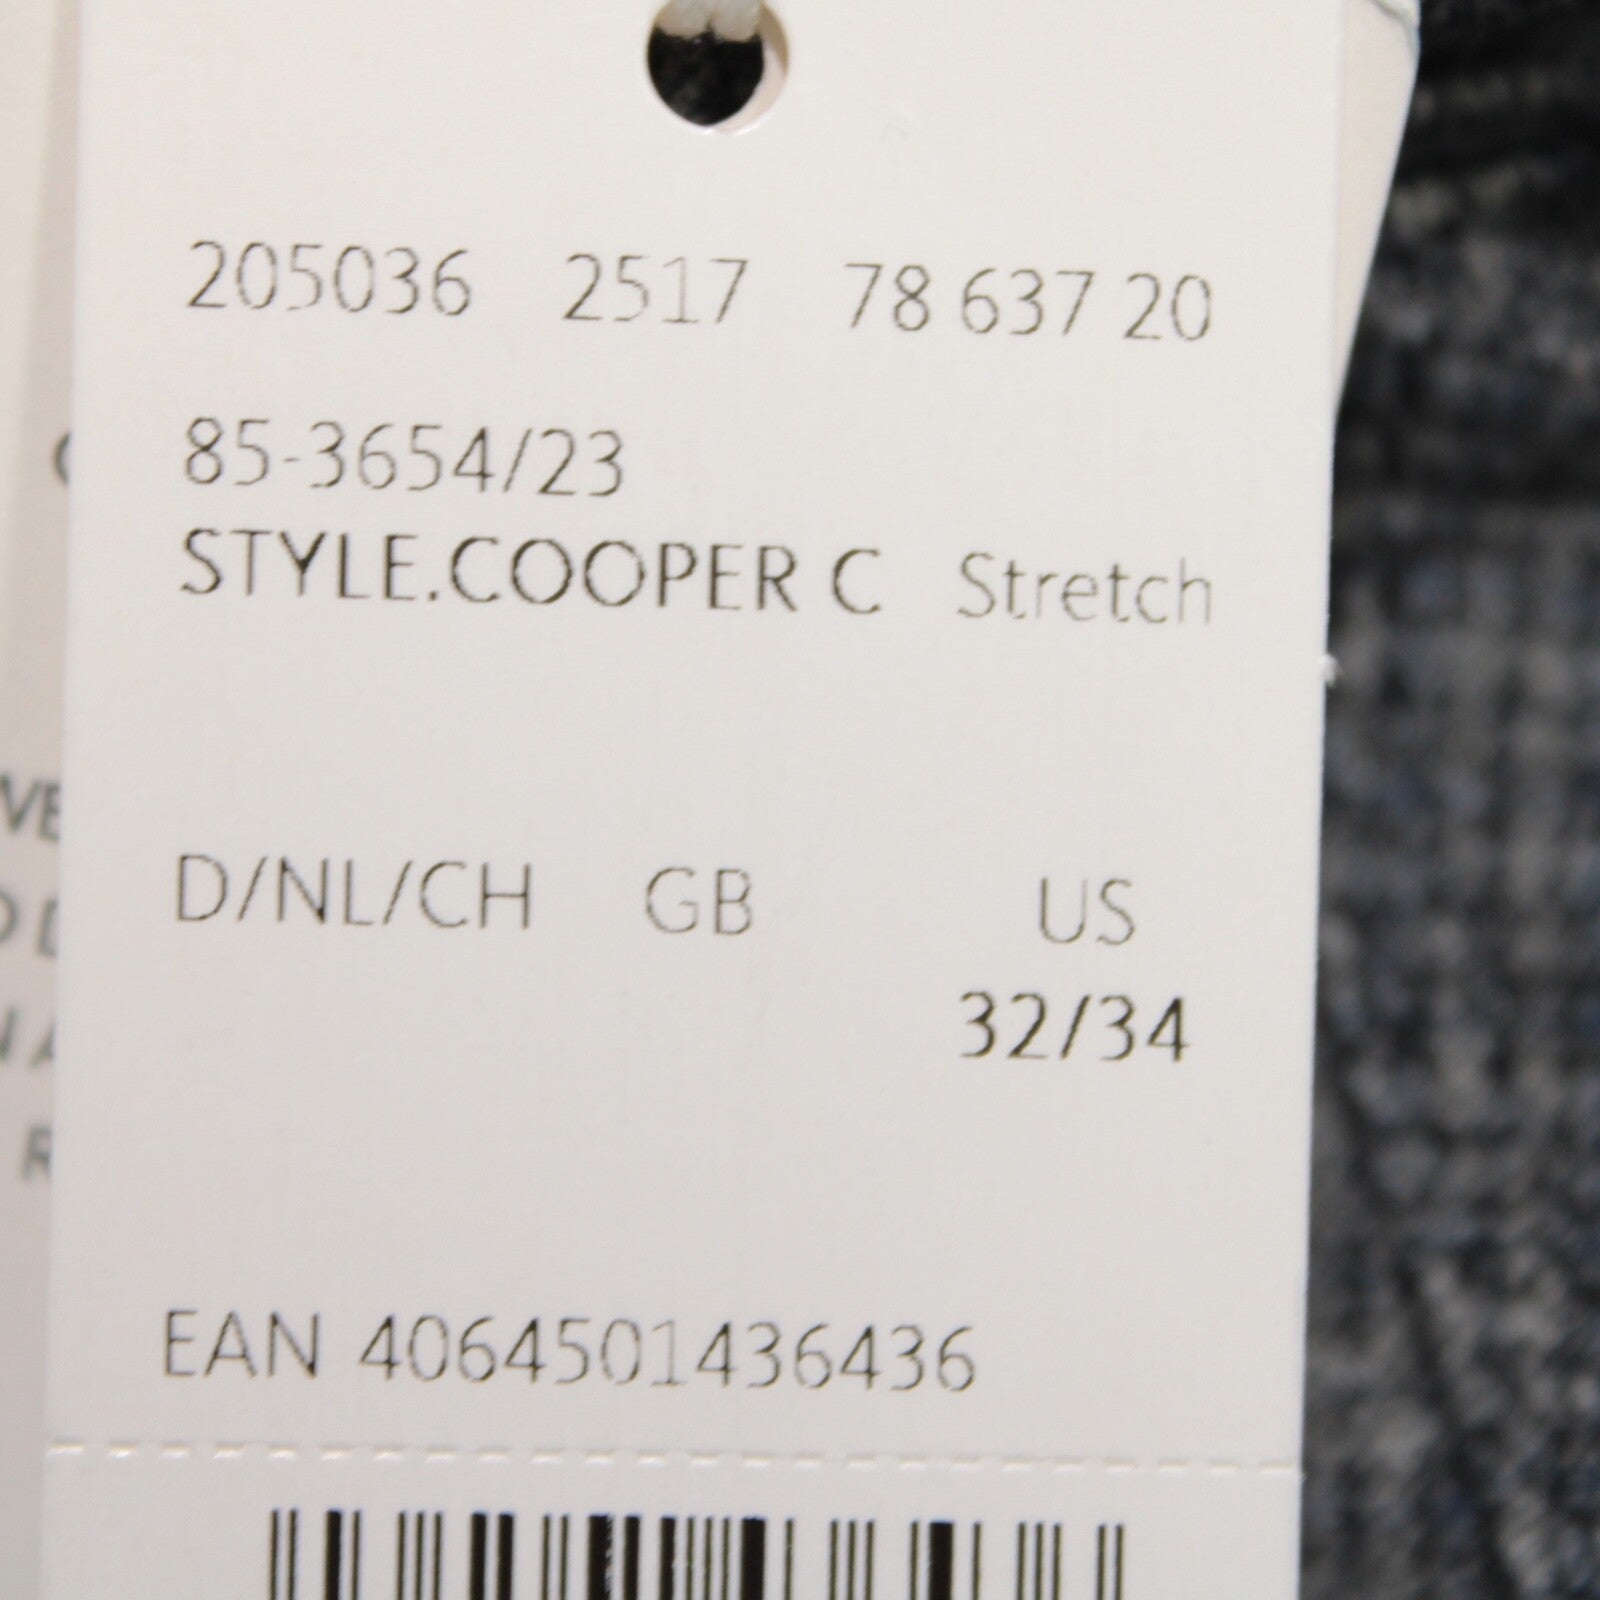 205036 2517 78 637 20
85-3654/23
STYLE.COOPER C Stretch
D/NL/CH GB US
32/34
EAN 4064501436436